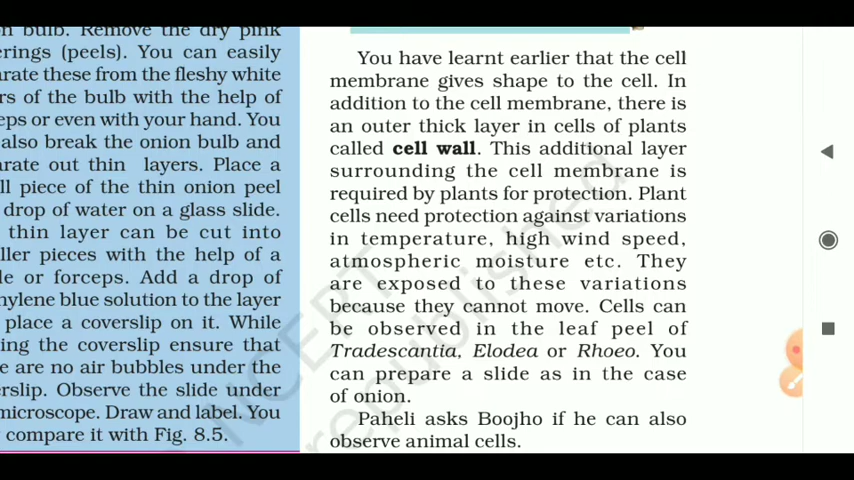 n bulb. Remove the dry pink
erings (peels). You can easily
arate these from the fleshy white
rs of the bulb with the help of
eps or even with your hand. You
also break the onion bulb and
arate out thin layers. Place a
ll piece of the thin onion peel
drop of water on a glass slide.
thin layer can be cut into
ller pieces with the help of a
le or forceps. Add a drop of
hylene blue solution to the layer
place a coverslip on it. While
ing the coverslip ensure that
e are no air bubbles under the
erslip. Observe the slide under
microscope. Draw and label. You
compare it with Fig. 8.5.
You have learnt earlier that the cell
membrane gives shape to the cell. In
addition to the cell membrane, there is
an outer thick layer in cells of plants
called cell wall. This additional layer
surrounding the cell membrane is
required by plants for protection. Plant
cells need protection against variations
in temperature, high wind speed,
atmospheric moisture etc. They
are exposed to these variations
because they cannot move. Cells can
be observed in the leaf peel of
Tradescantia, Elodea or Rhoeo. You
can prepare a slide as in the case
of onion.
Paheli asks Boojho if he can also
observe animal cells.
NCERT
republished